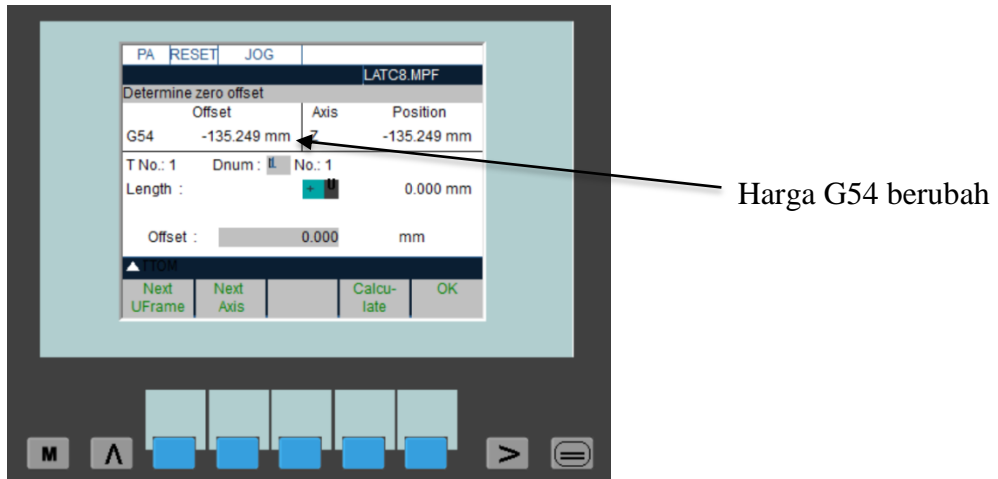 PA RESET JOG
LATC8.MPF
Determine zero offset
Offset Axis Position
G54 -135.249 mm Z -135.249 mm
T No.: 1 Dnum : No.: 1
Length : + U 0.000 mm
Offset : 0.000 mm
Next UFrame
Next Axis
Calcu-late
OK
M Λ > 
Harga G54 berubah